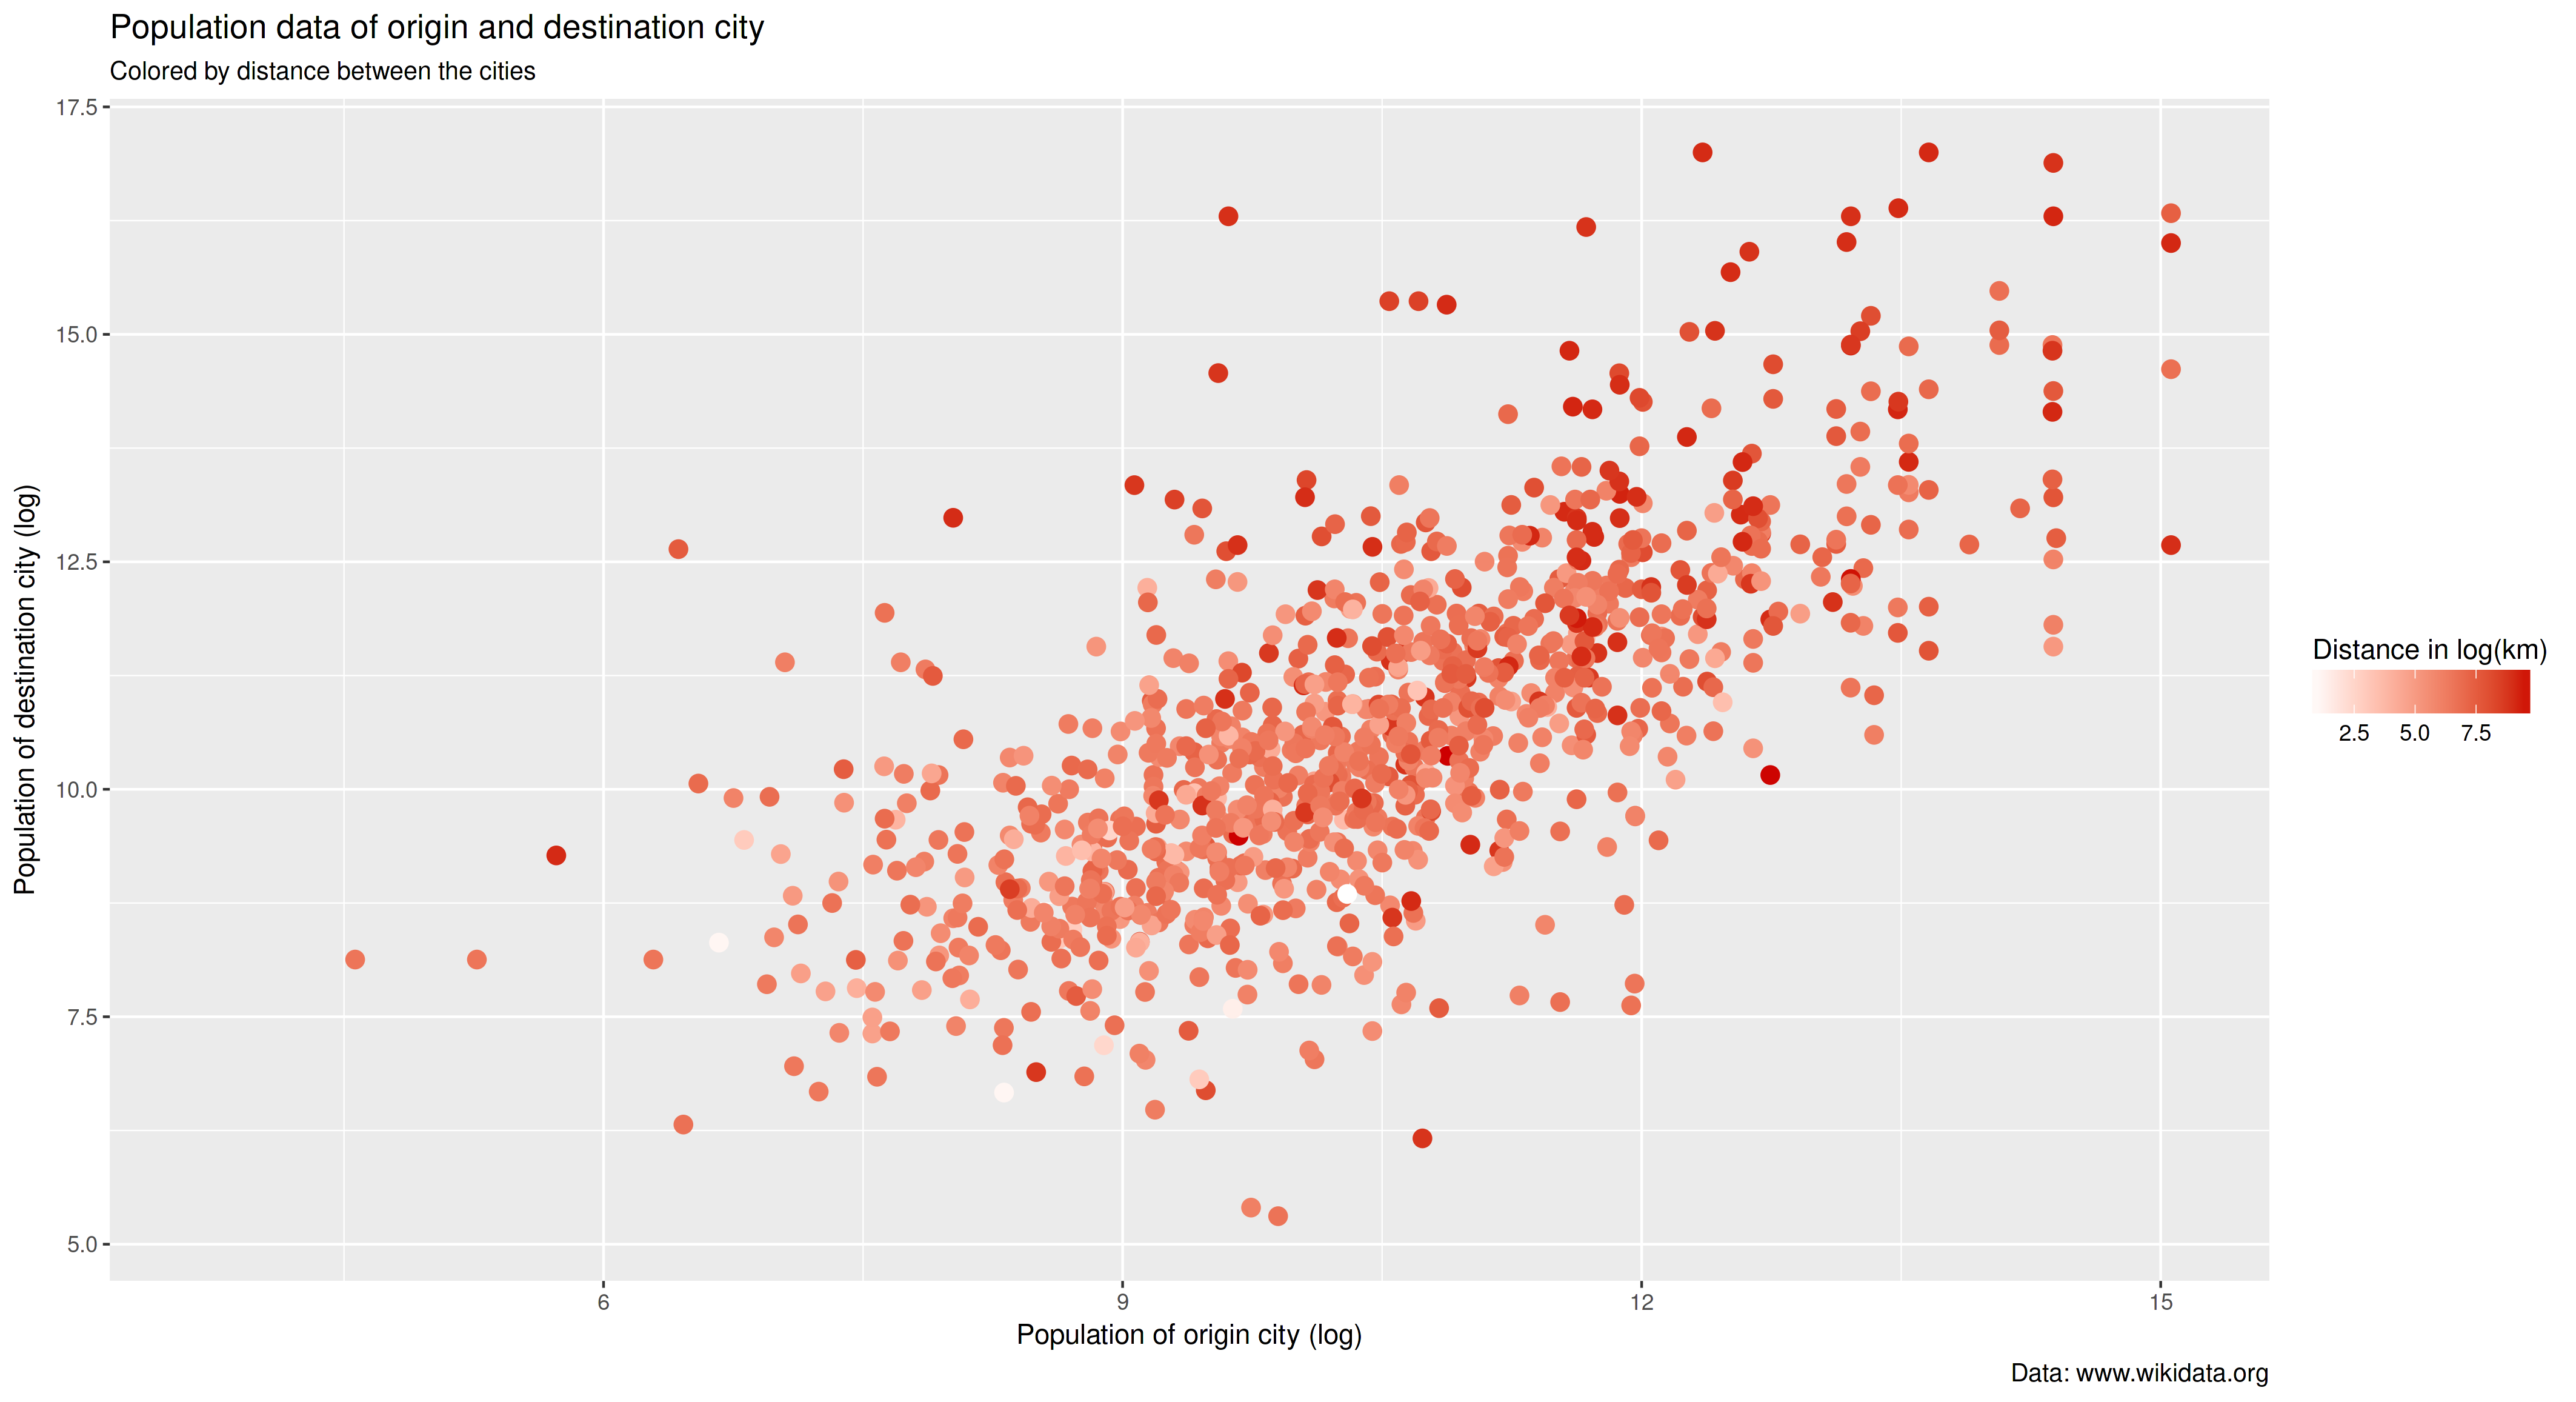 Population data of origin and destination city
Colored by distance between the cities
17.5
15.0
12.5
10.0
7.5
5.0
Population of destination city (log)
6 9 12 15
Population of origin city (log)
Distance in log(km)
2.5 5.0 7.5
Data: www.wikidata.org